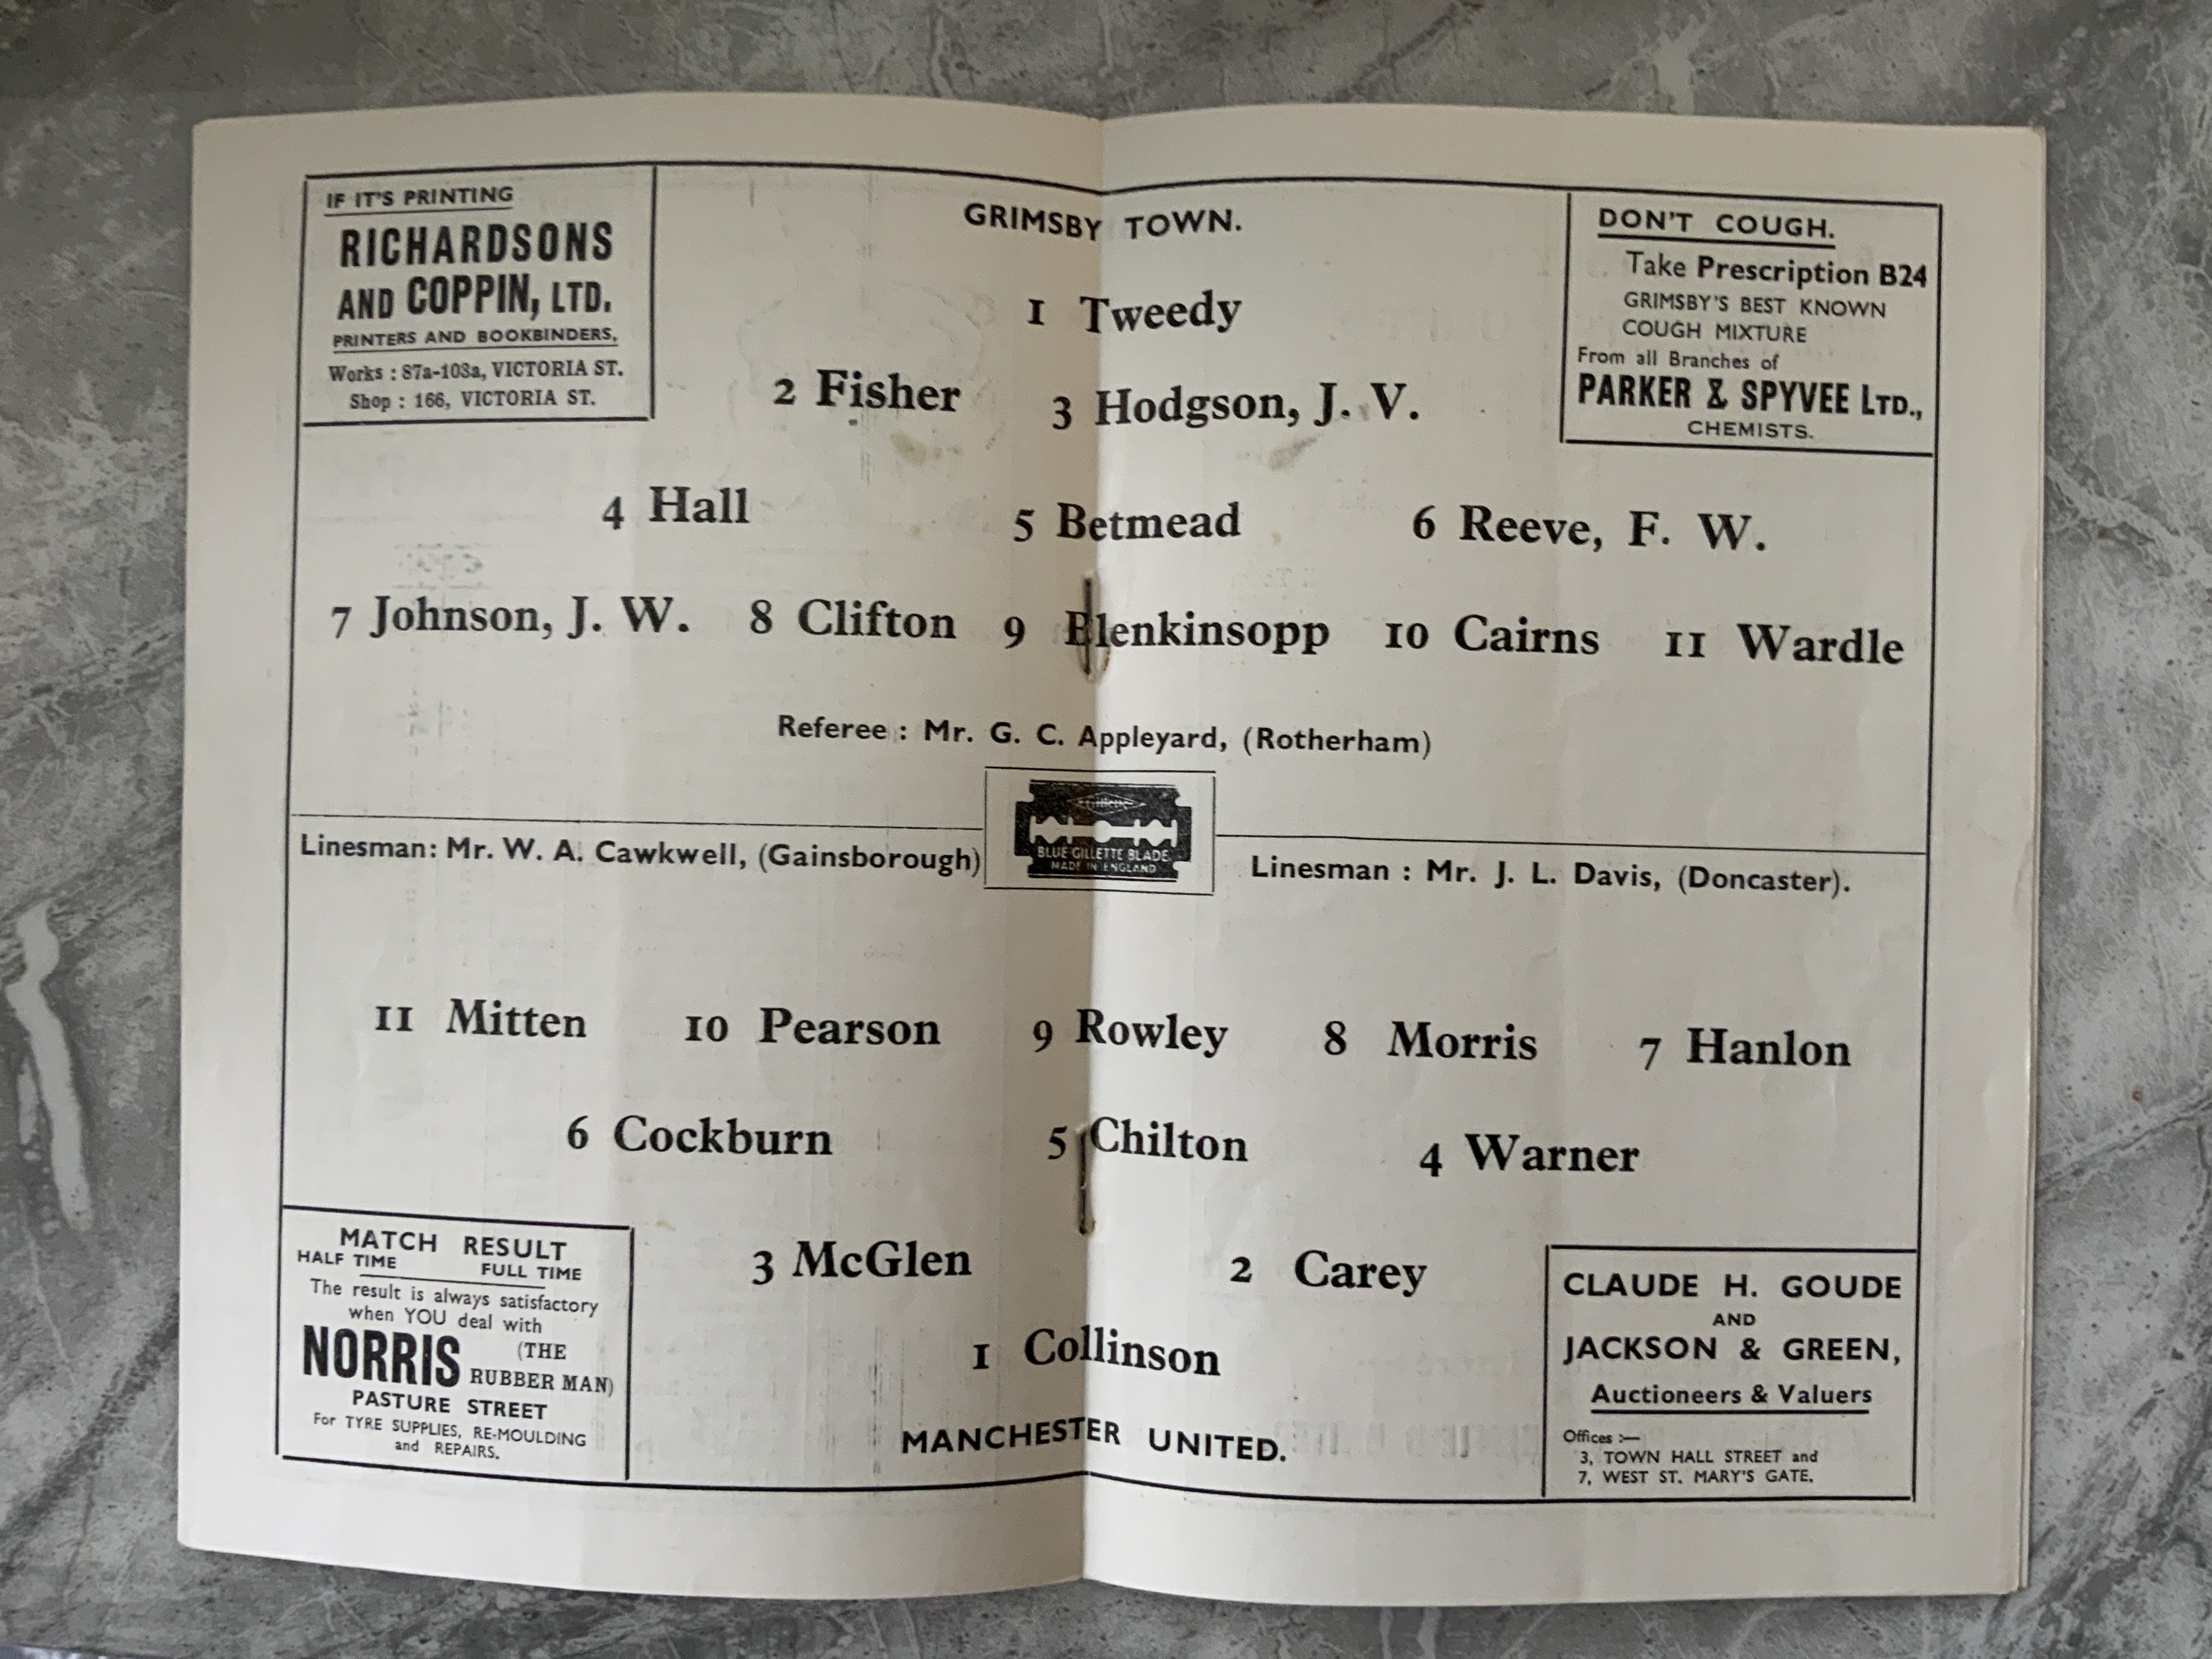 IF IT'S PRINTING
RICHARDSONS
AND COPPIN, LTD.
PRINTERS AND BOOKBINDERS,
Works : 87a-103a, VICTORIA ST.
Shop : 166, VICTORIA ST.
GRIMSBY TOWN.
DON'T COUGH.
Take Prescription B24
GRIMSBY'S BEST KNOWN
COUGH MIXTURE
From all Branches of
PARKER & SPYVEE LTD.,
CHEMISTS.
1 Tweedy
2 Fisher 3 Hodgson, J. V.
4 Hall 5 Betmead 6 Reeve, F. W.
7 Johnson, J. W. 8 Clifton 9 Blenkinsopp 10 Cairns 11 Wardle
Referee : Mr. G. C. Appleyard, (Rotherham)
Gillette
BLUE GILLETTE BLADE
MADE IN ENGLAND
Linesman: Mr. W. A. Cawkwell, (Gainsborough)
Linesman : Mr. J. L. Davis, (Doncaster).
11 Mitten 10 Pearson 9 Rowley 8 Morris 7 Hanlon
6 Cockburn 5 Chilton 4 Warner
3 McGlen 2 Carey
1 Collinson
MANCHESTER UNITED.
MATCH RESULT
HALF TIME FULL TIME
The result is always satisfactory
when YOU deal with
NORRIS (THE
RUBBER MAN)
PASTURE STREET
For TYRE SUPPLIES, RE-MOULDING
and REPAIRS.
CLAUDE H. GOUDE
AND
JACKSON & GREEN,
Auctioneers & Valuers
Offices :—
3, TOWN HALL STREET and
7, WEST ST. MARY'S GATE.